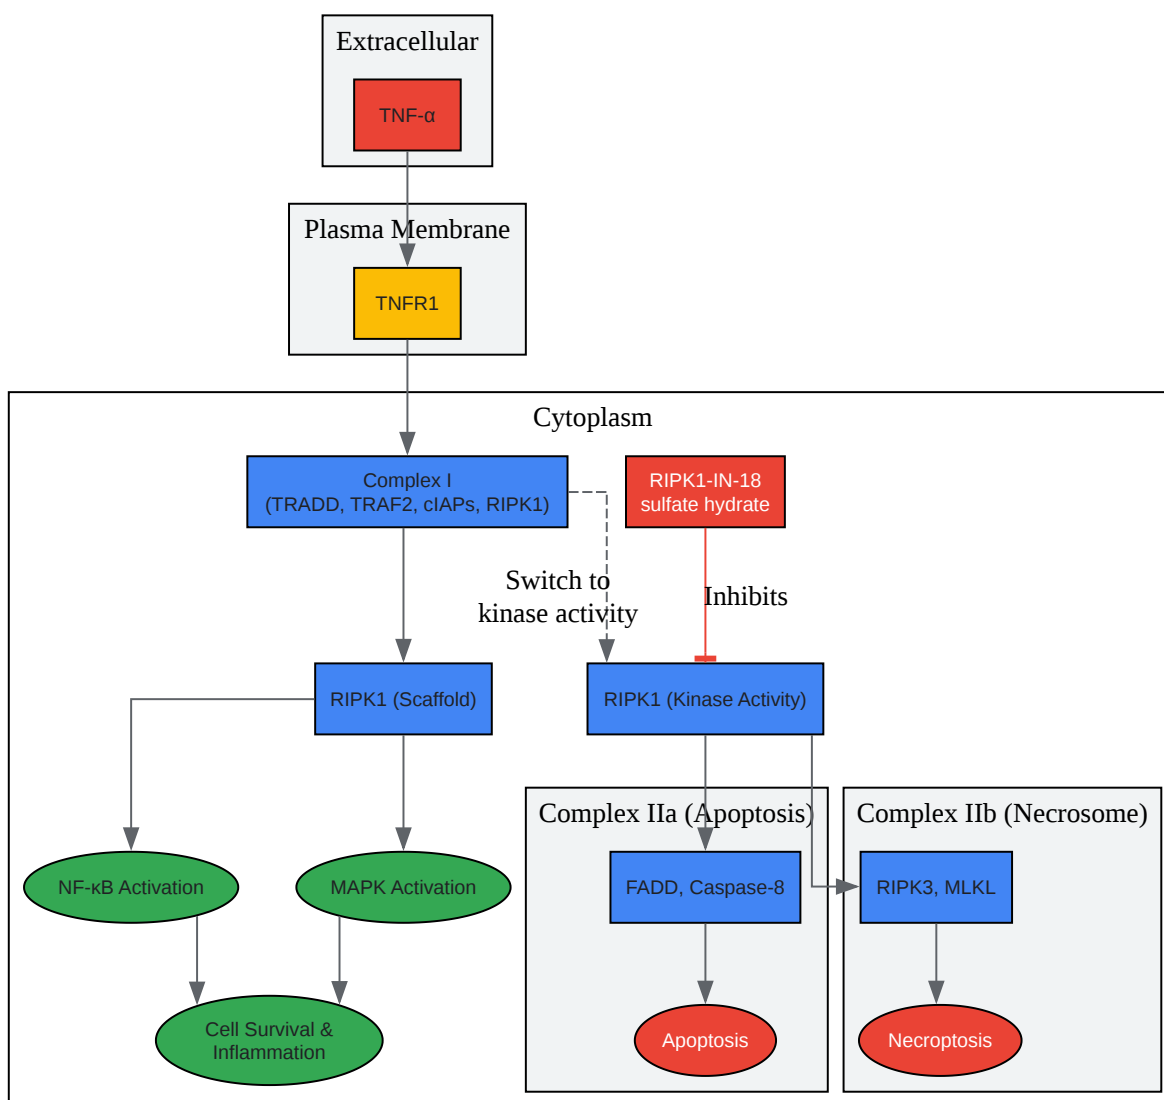 Extracellular
TNF-α
Plasma Membrane
TNFR1
Cytoplasm
Complex I
(TRADD, TRAF2, cIAPs, RIPK1)
RIPK1-IN-18
sulfate hydrate
Switch to
kinase activity
Inhibits
RIPK1 (Scaffold)
RIPK1 (Kinase Activity)
Complex IIa (Apoptosis)
Complex IIb (Necrosome)
NF-κB Activation
MAPK Activation
FADD, Caspase-8
RIPK3, MLKL
Cell Survival &
Inflammation
Apoptosis
Necroptosis